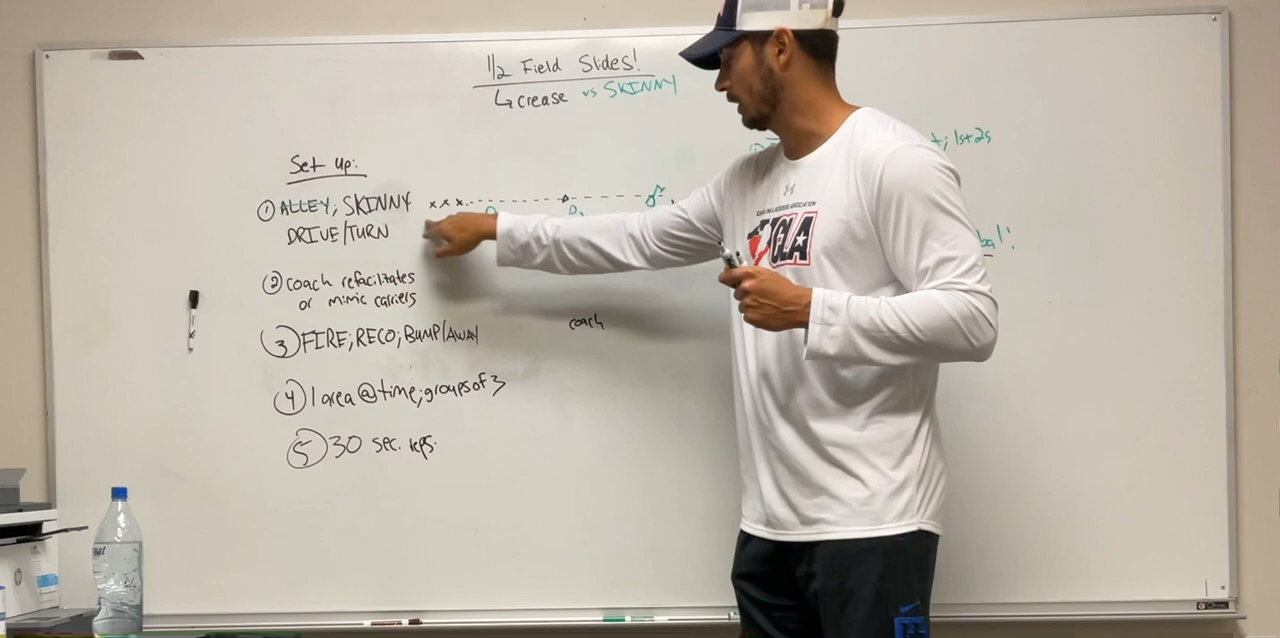 1/2 Field Slides!
↳ crease vs SKINNY
Set Up:
① ALLEY, SKINNY
DRIVE/TURN
x x x
② coach refacilitates
or mimic carriers
③ FIRE; RECO; BUMP/AWAY
④ 1 area @ time; groups of 3
⑤ 30 sec. reps.
coach
; 1st 2s
bal!
IGLA